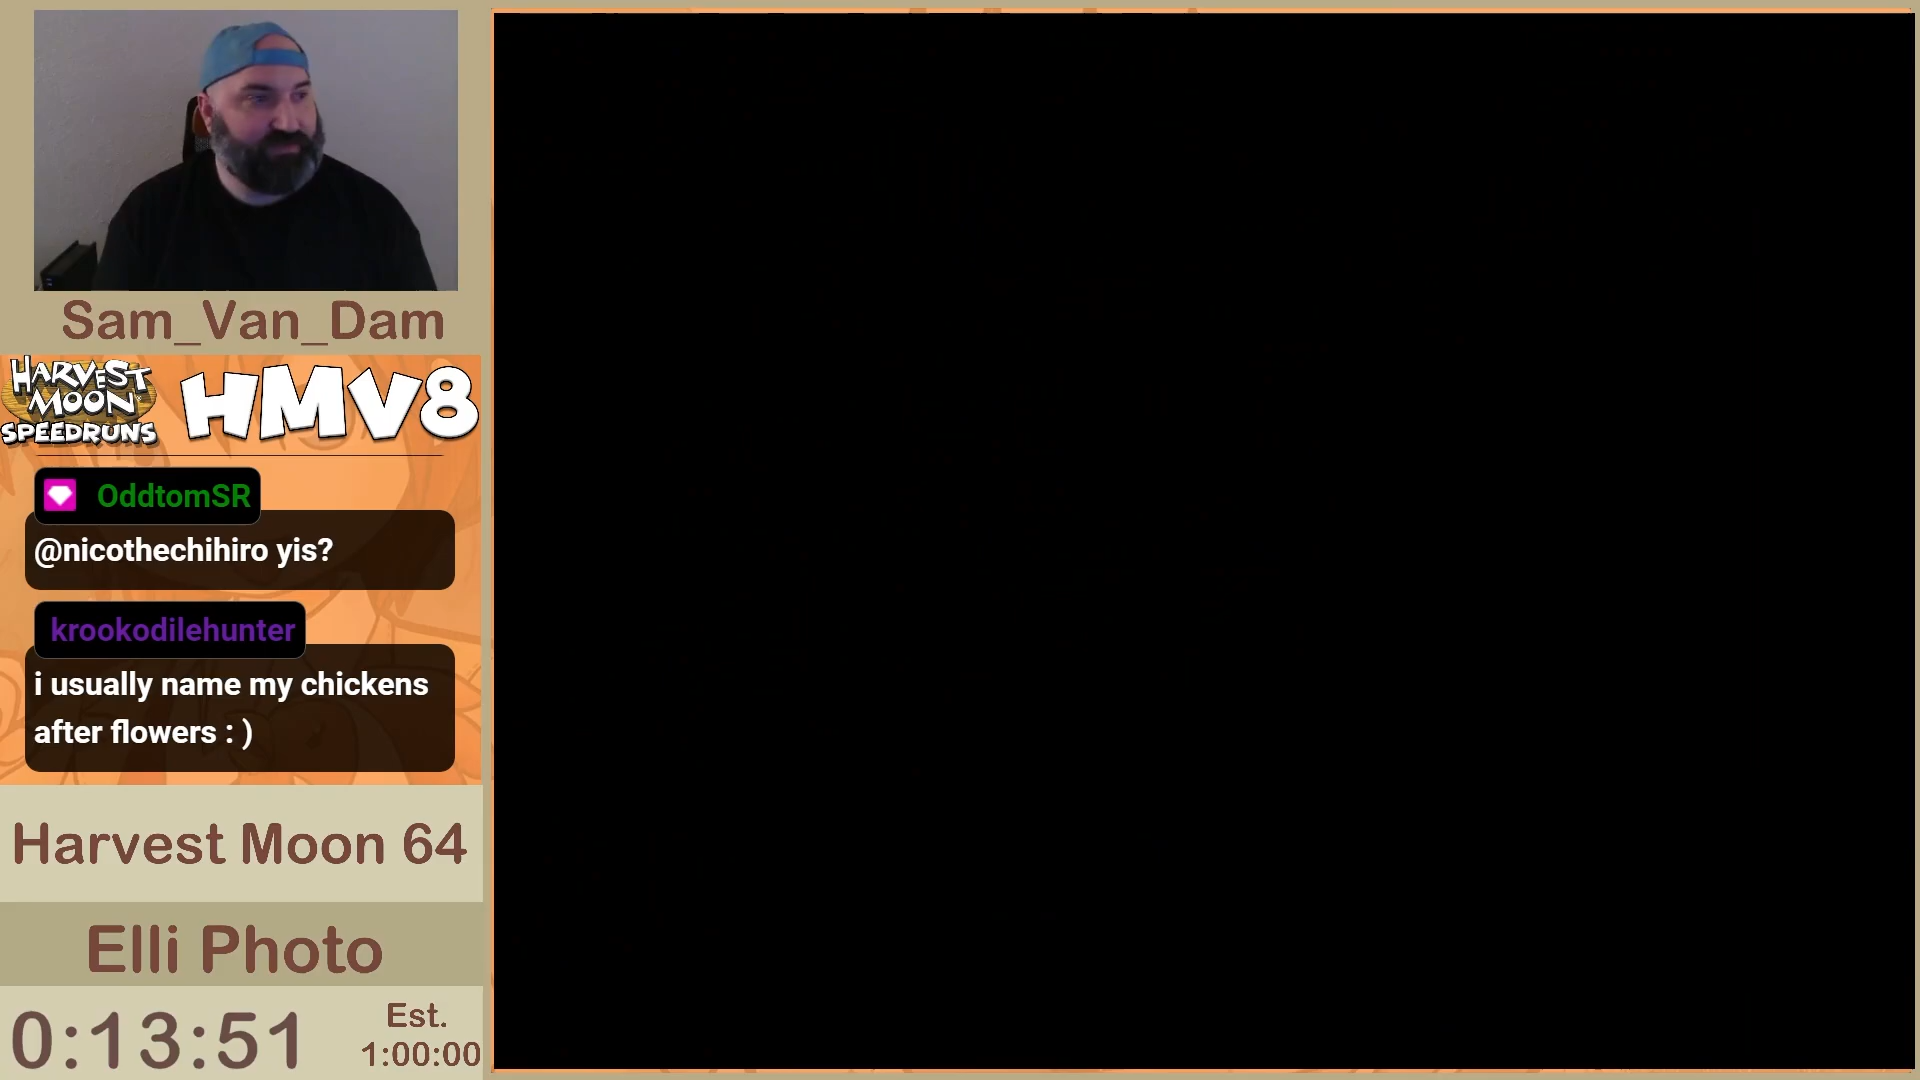 Sam_Van_Dam
HARVEST
MOON
SPEEDRUNS
HMV8
OddtomSR
@nicothechihiro yis?
krookodilehunter
i usually name my chickens
after flowers : )
Harvest Moon 64
Elli Photo
0:13:51
Est.
1:00:00